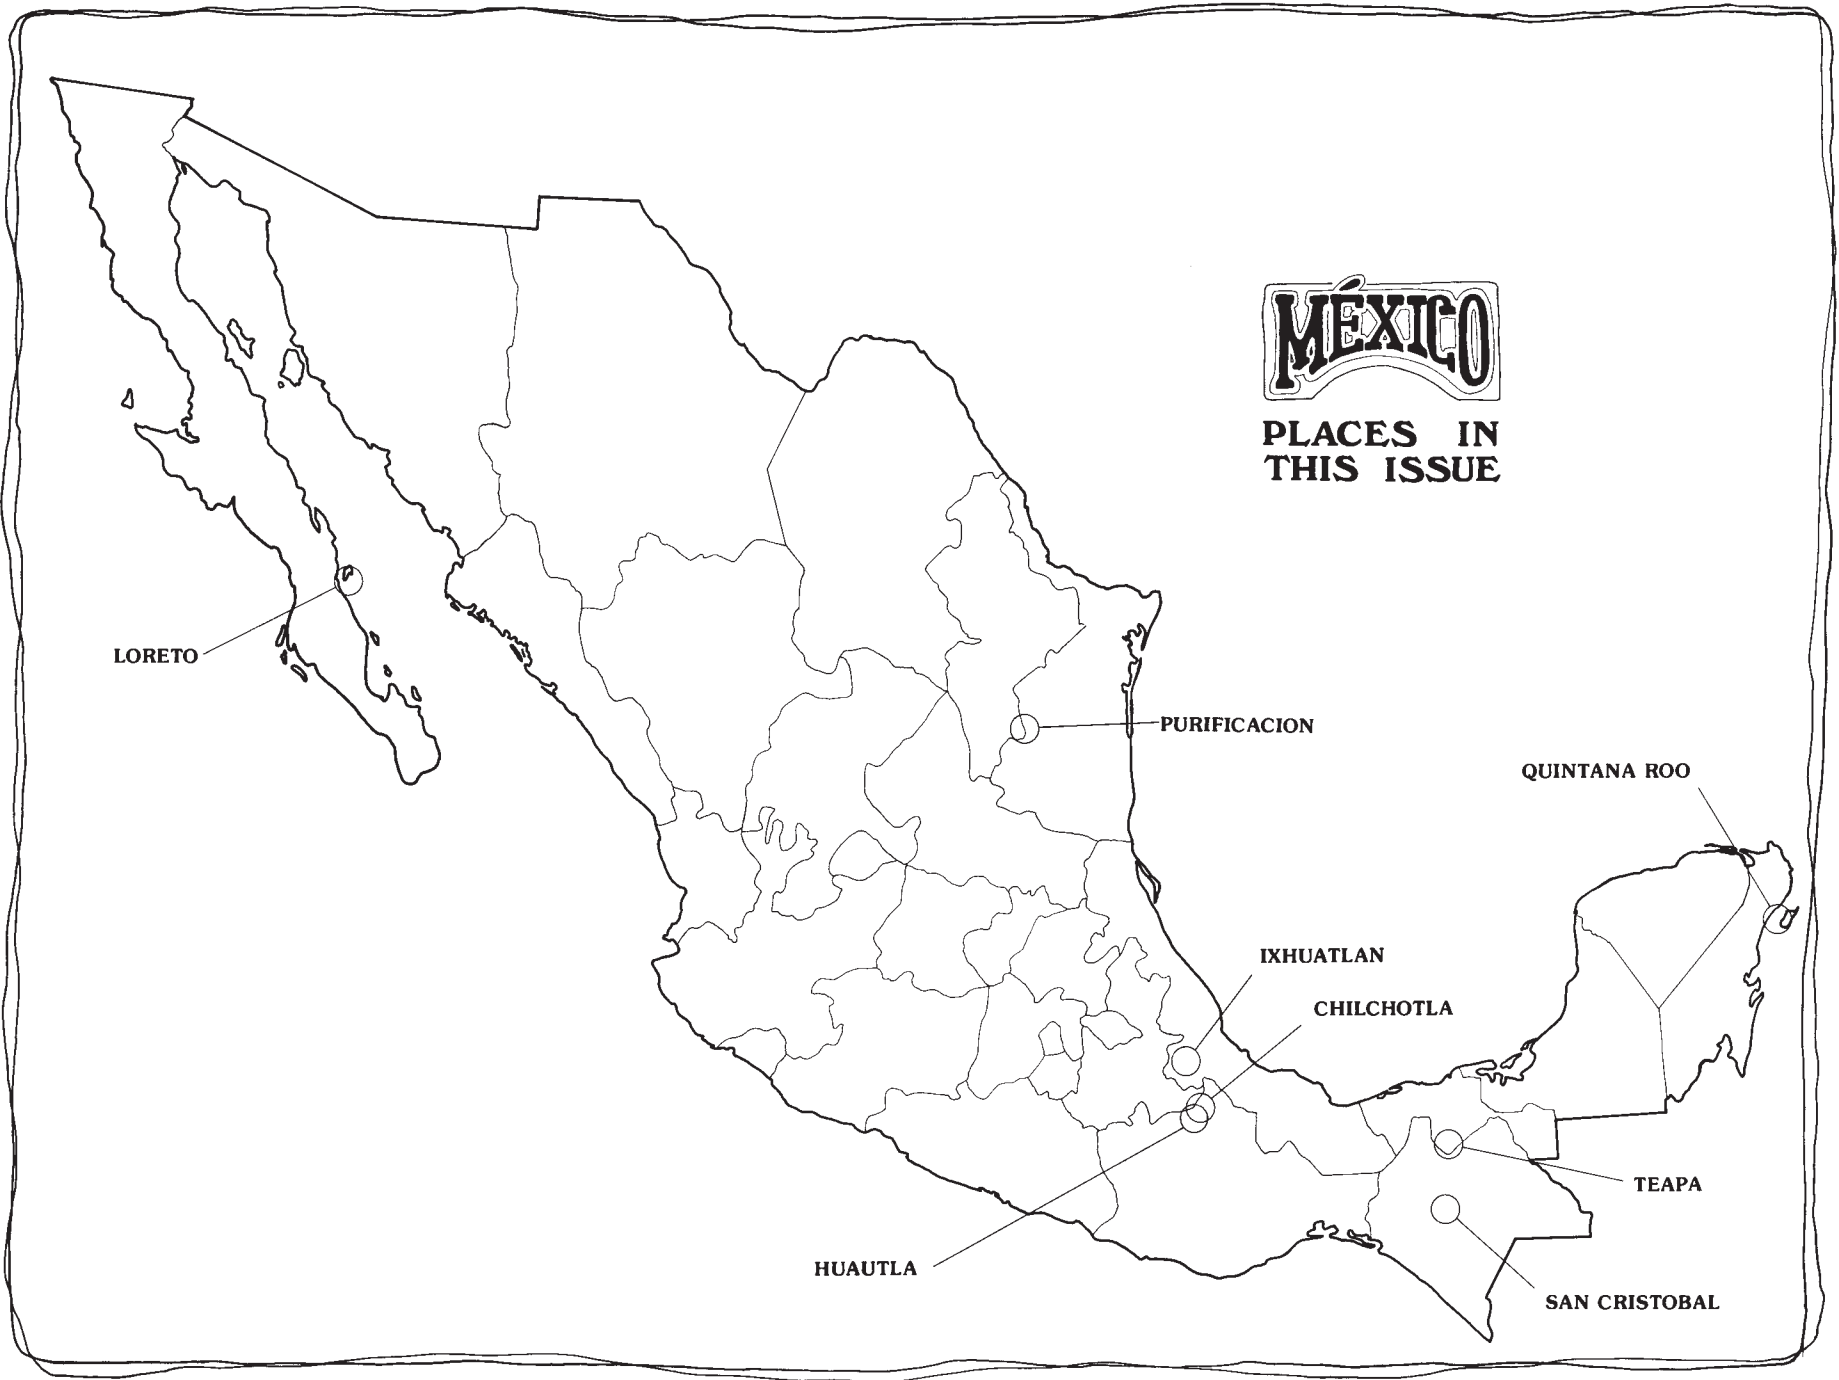 MÉXICO
PLACES IN
THIS ISSUE
LORETO
PURIFICACION
QUINTANA ROO
IXHUATLAN
CHILCHOTLA
TEAPA
HUAUTLA
SAN CRISTOBAL